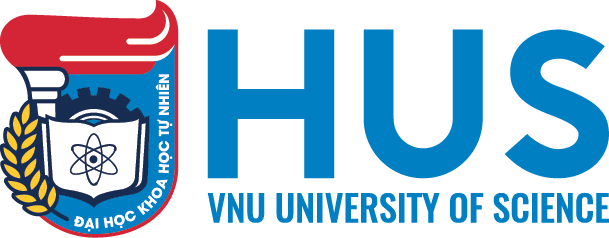 ĐẠI HỌC KHOA HỌC TỰ NHIÊN
HUS
VNU UNIVERSITY OF SCIENCE